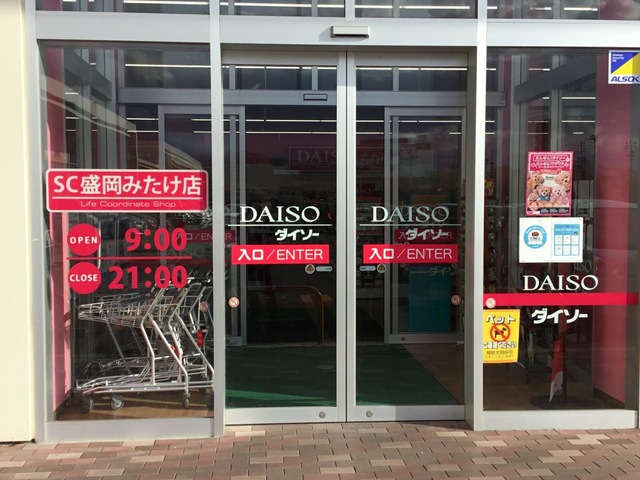 SC盛岡みたけ店
Life Coordinate Shop
OPEN 9:00
CLOSE 21:00
DAISO
ダイソー
入口/ENTER
DAISO
ダイソー
入口/ENTER
DAISO
ALSOK
DAISO
ダイソー
ペット